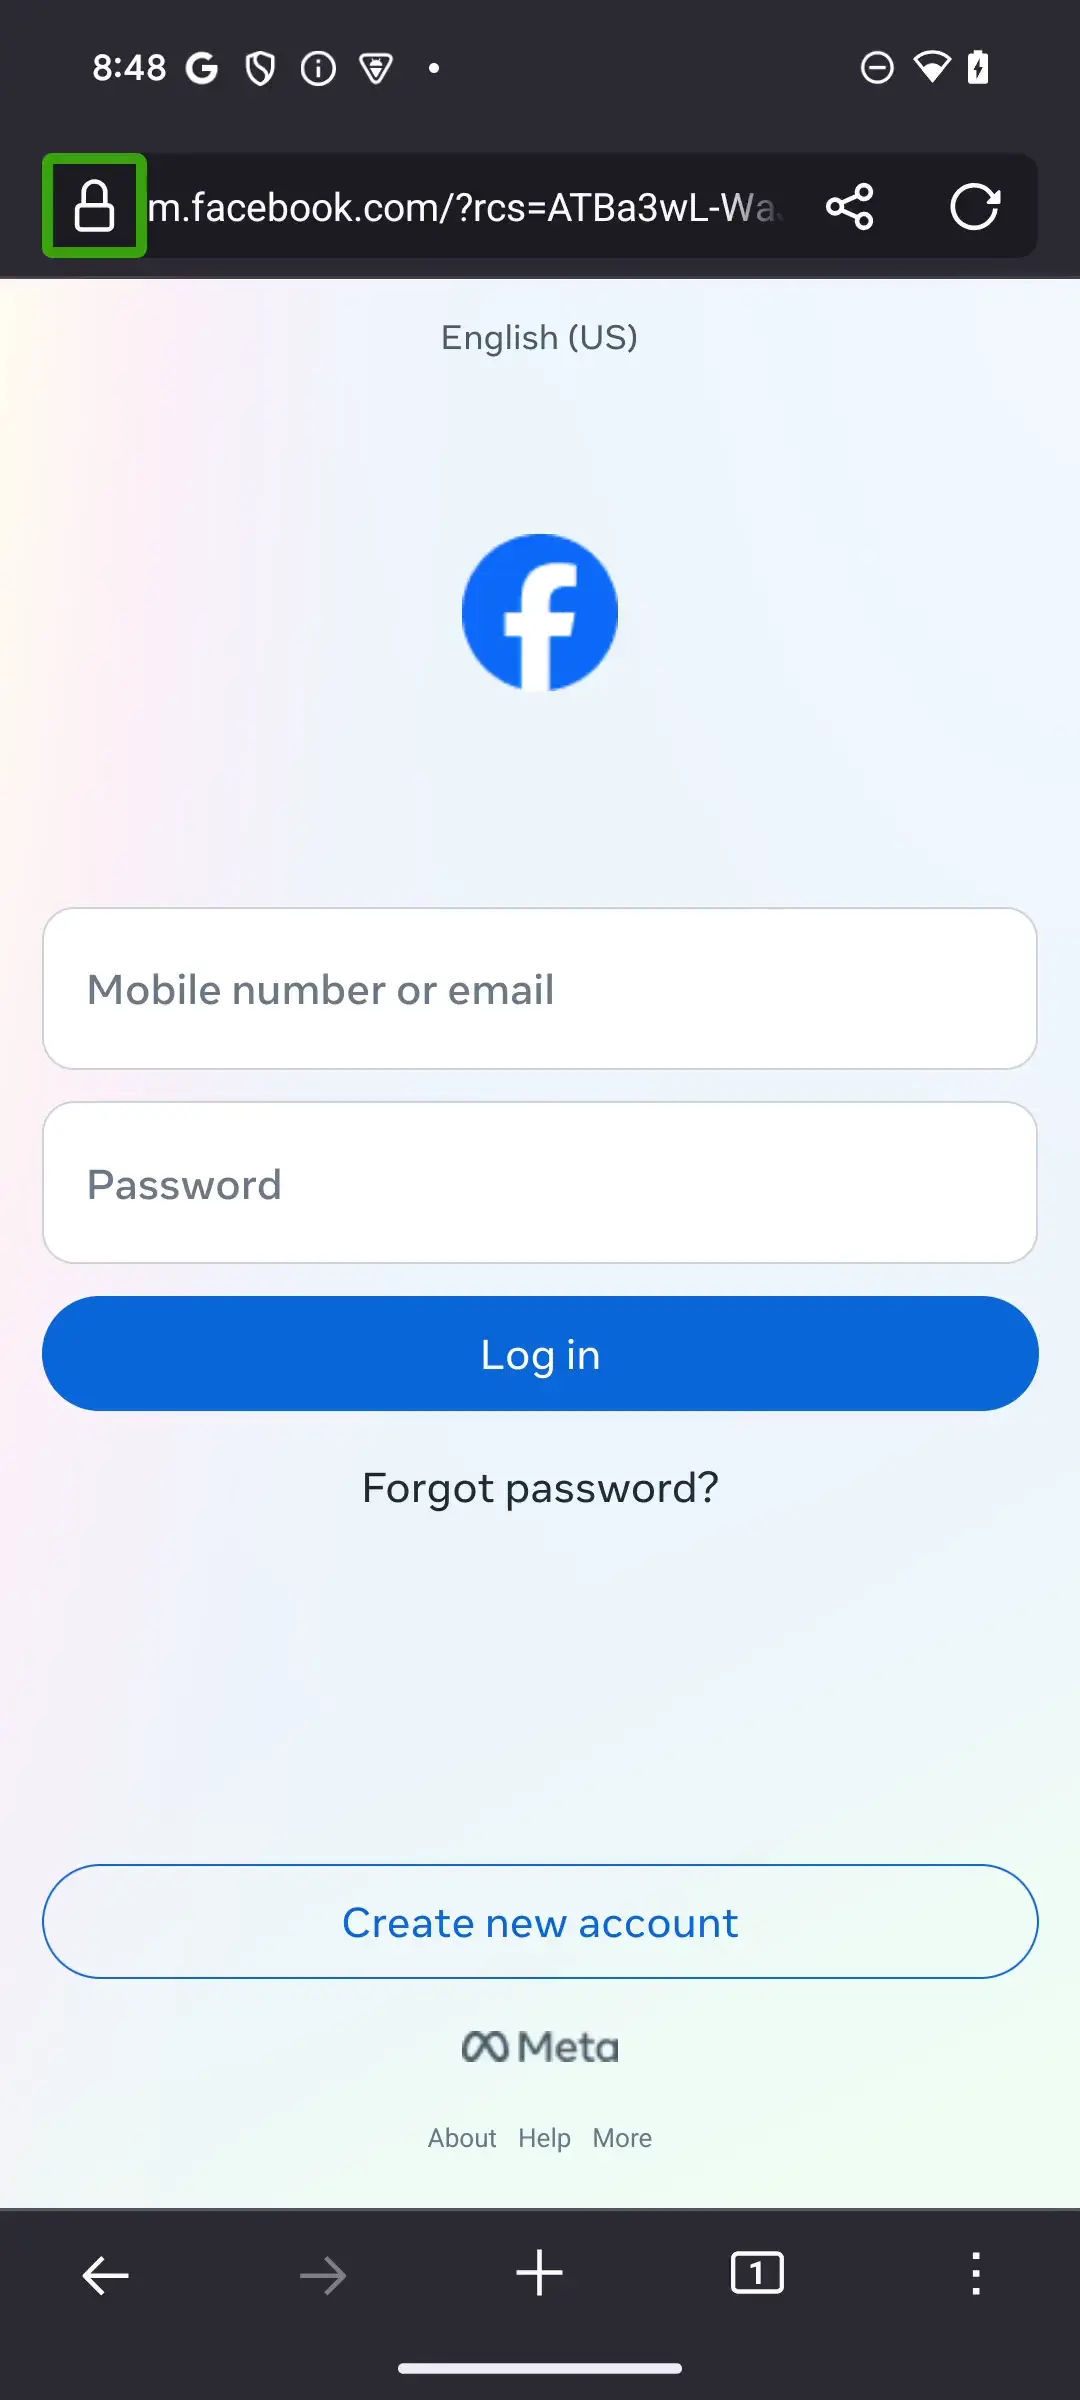 8:48
m.facebook.com/?rcs=ATBa3wL-Wa
English (US)
Mobile number or email
Password
Log in
Forgot password?
Create new account
Meta
About Help More
1